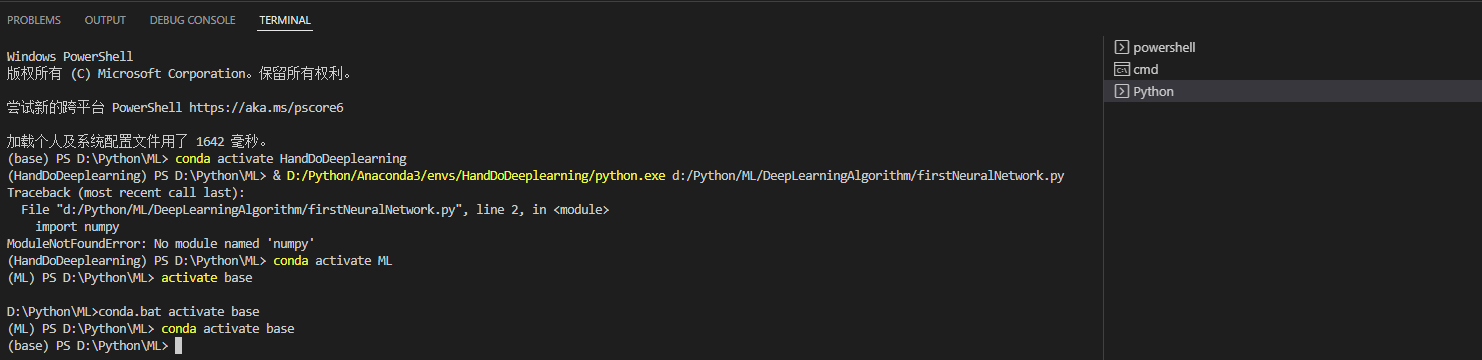 PROBLEMS OUTPUT DEBUG CONSOLE TERMINAL
Windows PowerShell
版权所有 (C) Microsoft Corporation。保留所有权利。
尝试新的跨平台 PowerShell https://aka.ms/pscore6
加载个人及系统配置文件用了 1642 毫秒。
(base) PS D:\Python\ML> conda activate HandDoDeeplearning
(HandDoDeeplearning) PS D:\Python\ML> & D:/Python/Anaconda3/envs/HandDoDeeplearning/python.exe d:/Python/ML/DeepLearningAlgorithm/firstNeuralNetwork.py
Traceback (most recent call last):
  File "d:/Python/ML/DeepLearningAlgorithm/firstNeuralNetwork.py", line 2, in <module>
    import numpy
ModuleNotFoundError: No module named 'numpy'
(HandDoDeeplearning) PS D:\Python\ML> conda activate ML
(ML) PS D:\Python\ML> activate base
D:\Python\ML>conda.bat activate base
(ML) PS D:\Python\ML> conda activate base
(base) PS D:\Python\ML>
powershell
cmd
Python